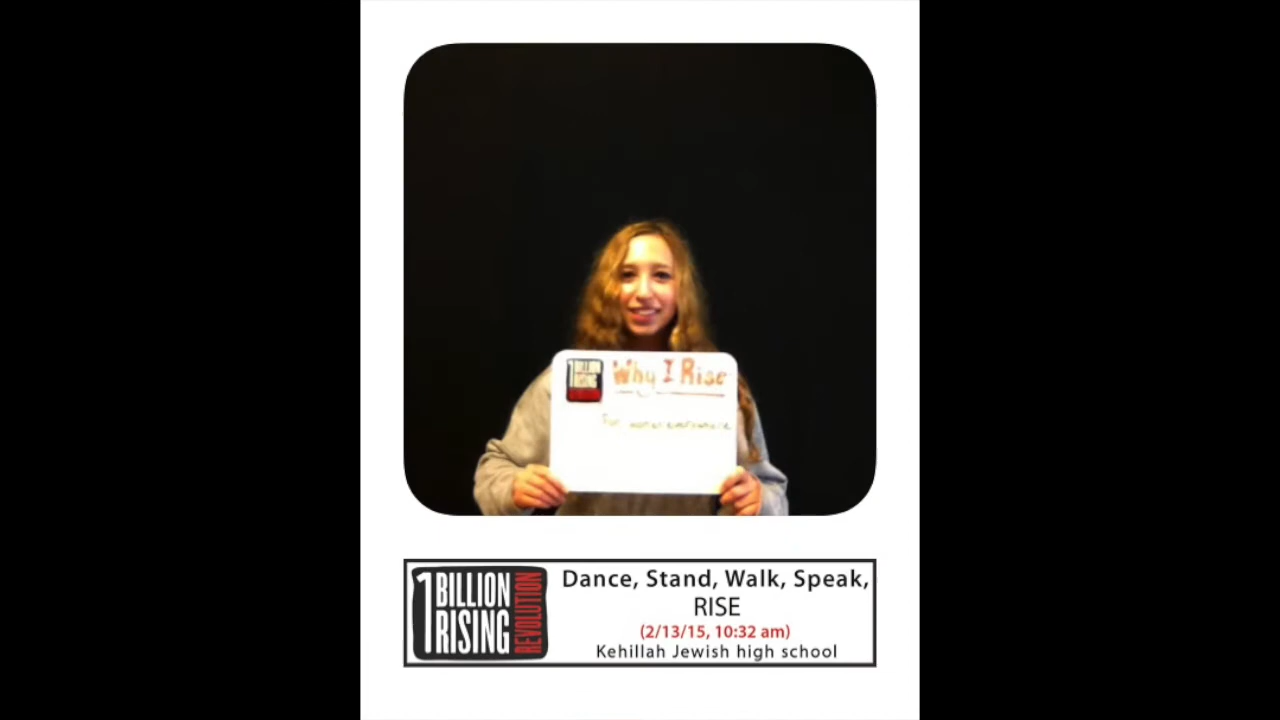 1 BILLION RISING
Why I Rise
For women everywhere
1 BILLION RISING REVOLUTION
Dance, Stand, Walk, Speak,
RISE
(2/13/15, 10:32 am)
Kehillah Jewish high school